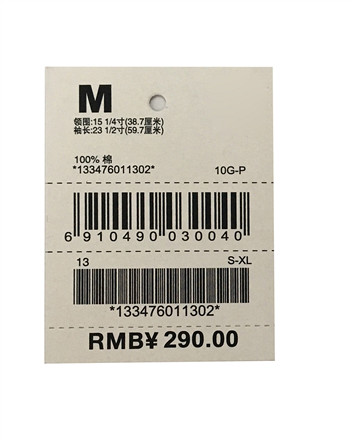 M
领围:15 1/4寸(38.7厘米)
袖长:23 1/2寸(59.7厘米)
100% 棉
*133476011302* 10G-P
6 910490 030040
13 S-XL
*133476011302*
RMB¥ 290.00